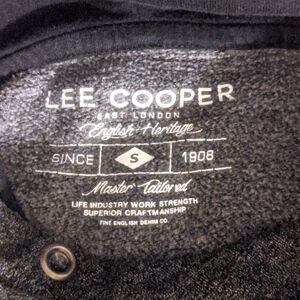 LEE COOPER
EAST LONDON
English Heritage
SINCE S 1908
Master Tailored
LIFE INDUSTRY WORK STRENGTH
SUPERIOR CRAFTMANSHIP
FINE ENGLISH DENIM CO.